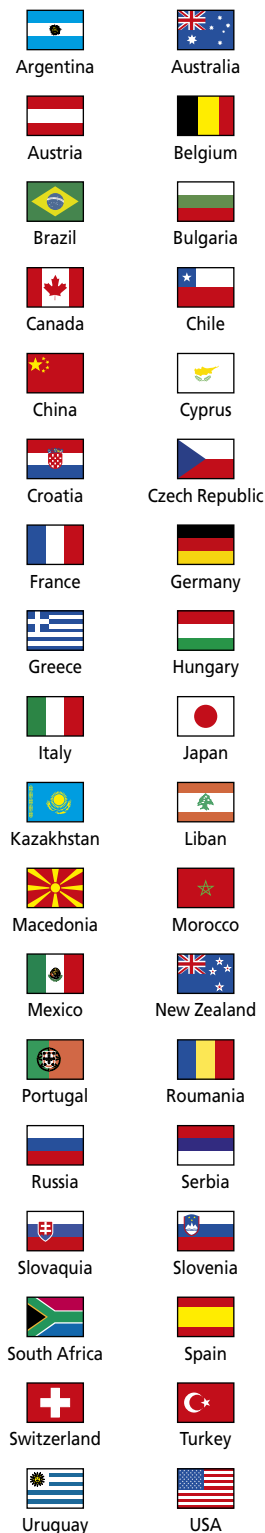 Argentina
Australia
Austria
Belgium
Brazil
Bulgaria
Canada
Chile
China
Cyprus
Croatia
Czech Republic
France
Germany
Greece
Hungary
Italy
Japan
Kazakhstan
Liban
Macedonia
Morocco
Mexico
New Zealand
Portugal
Roumania
Russia
Serbia
Slovaquia
Slovenia
South Africa
Spain
Switzerland
Turkey
Uruguay
USA